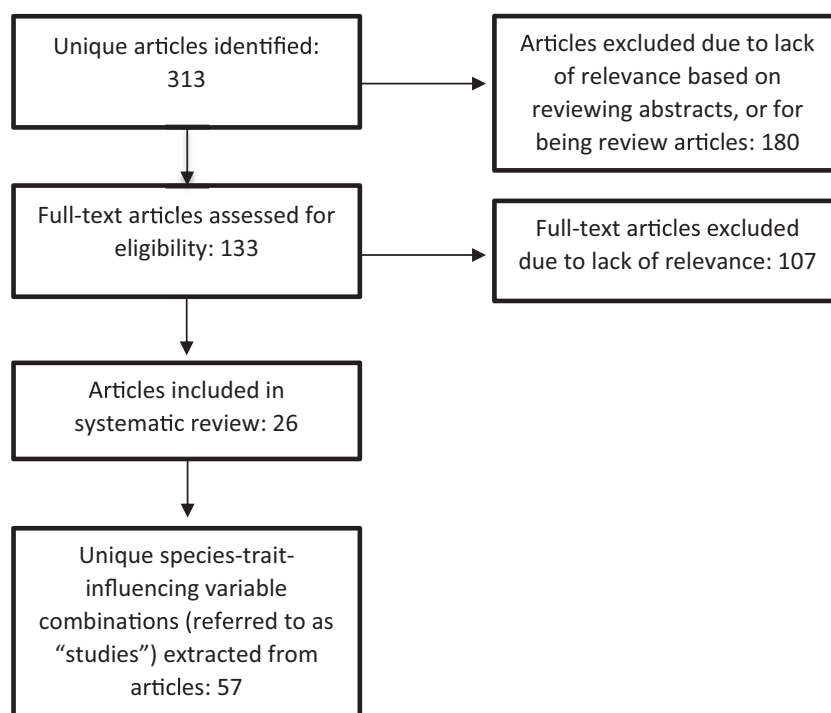 Unique articles identified:
313
Articles excluded due to lack
of relevance based on
reviewing abstracts, or for
being review articles: 180
Full-text articles assessed for
eligibility: 133
Full-text articles excluded
due to lack of relevance: 107
Articles included in
systematic review: 26
Unique species-trait-
influencing variable
combinations (referred to as
“studies”) extracted from
articles: 57